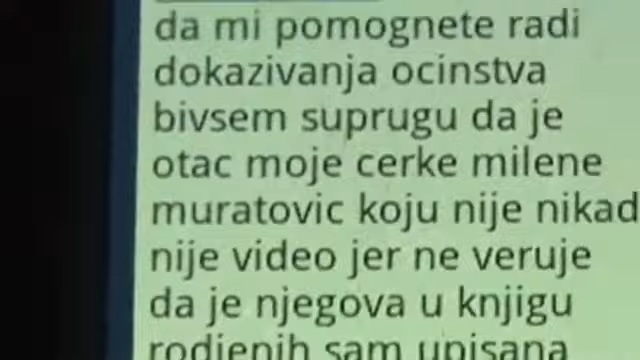 da mi pomognete radi
dokazivanja ocinstva
bivsem suprugu da je
otac moje cerke milene
muratovic koju nije nikad
nije video jer ne veruje
da je njegova u knjigu
rodjenih sam upisana